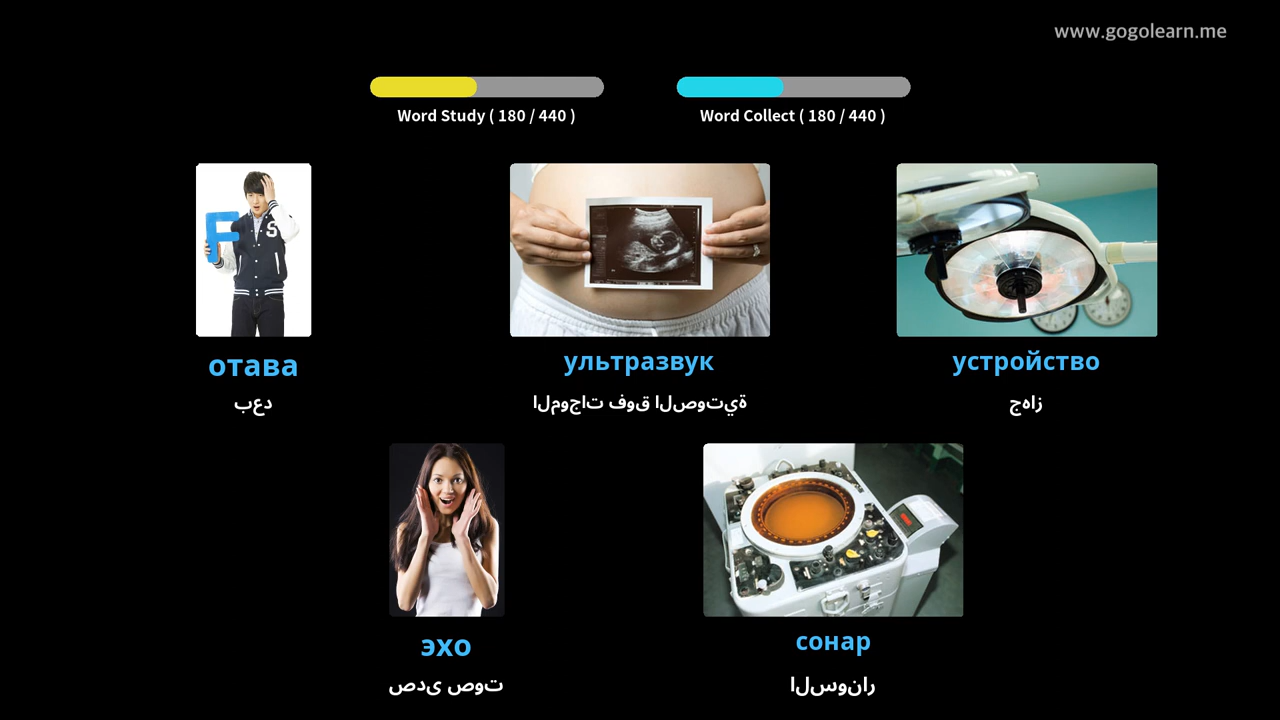 www.gogolearn.me
Word Study ( 180 / 440 )
Word Collect ( 180 / 440 )
F
S
отава
بعد
ультразвук
الموجات فوق الصوتية
устройство
جهاز
эхо
صدى صوت
сонар
السونار